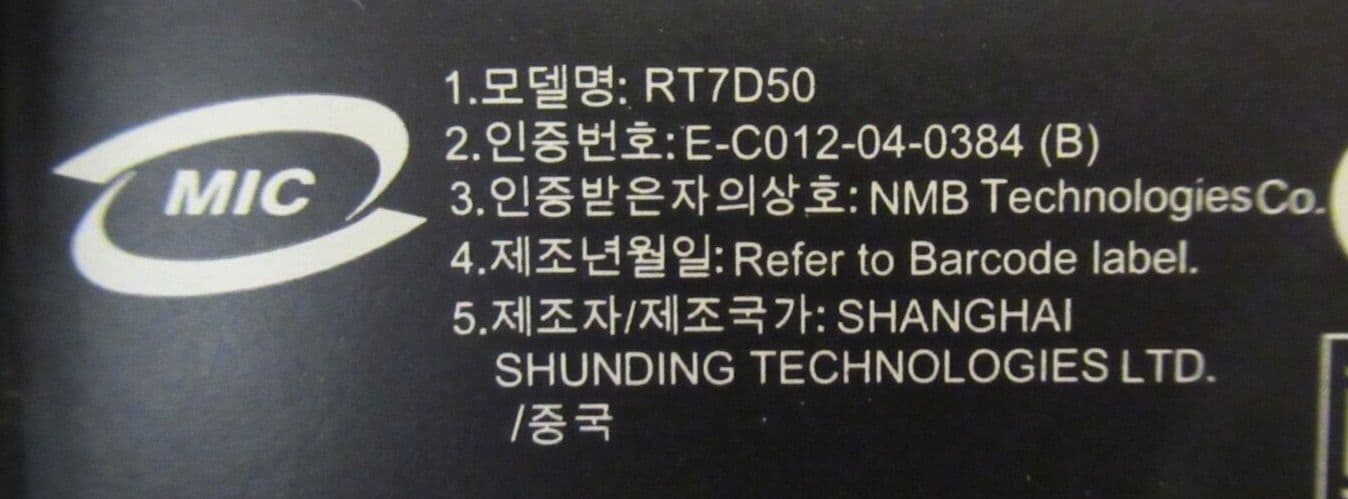 MIC
1.모델명: RT7D50
2.인증번호:E-C012-04-0384 (B)
3.인증받은자의상호: NMB Technologies Co.
4.제조년월일: Refer to Barcode label.
5.제조자/제조국가: SHANGHAI
SHUNDING TECHNOLOGIES LTD.
/중국